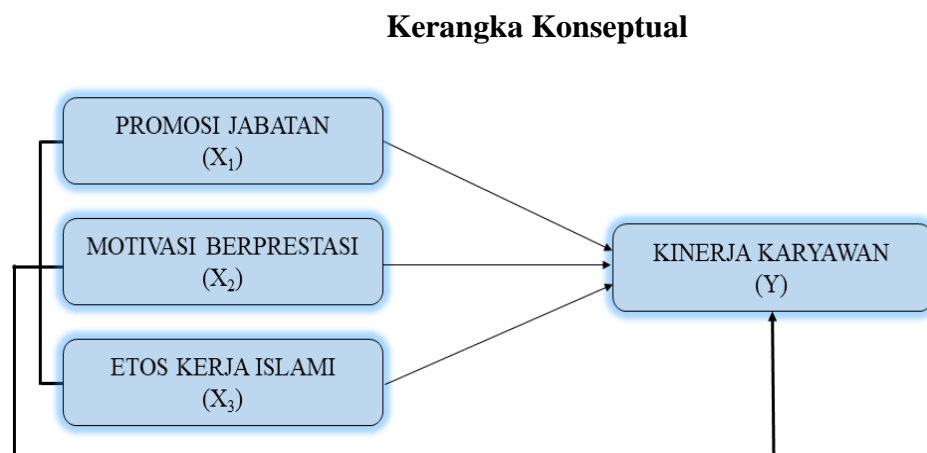 Kerangka Konseptual
PROMOSI JABATAN
(X₁)
MOTIVASI BERPRESTASI
(X₂)
KINERJA KARYAWAN
(Y)
ETOS KERJA ISLAMI
(X₃)